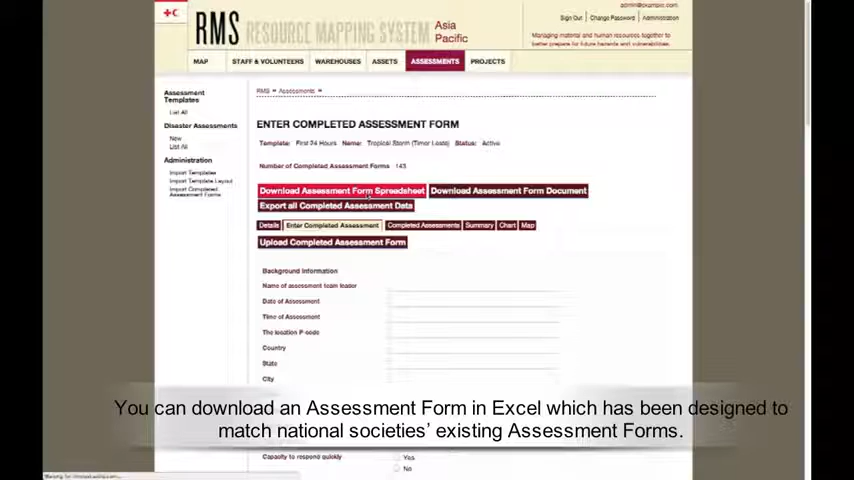 admin@example.com
Sign Out | Change Password | Administration
RMS RESOURCE MAPPING SYSTEM Asia Pacific
Managing material and human resources together to
better prepare for future hazards and vulnerabilities.
MAP STAFF & VOLUNTEERS WAREHOUSES ASSETS ASSESSMENTS PROJECTS
Assessment
Templates
List All
Disaster Assessments
New
List All
Administration
Import Templates
Import Template Layout
Import Completed
Assessment Forms
RMS Assessments
ENTER COMPLETED ASSESSMENT FORM
Template: First 24 Hours Name: Tropical Storm (Timor Leste) Status: Active
Number of Completed Assessment Forms 143
Download Assessment Form Spreadsheet Download Assessment Form Document
Export all Completed Assessment Data
Details Enter Completed Assessment Completed Assessments Summary Chart Map
Upload Completed Assessment Form
Background Information
Name of assessment team leader
Date of Assessment
Time of Assessment
The location P-code
Country
State
City
You can download an Assessment Form in Excel which has been designed to
match national societies’ existing Assessment Forms.
Capacity to respond quickly Yes
No